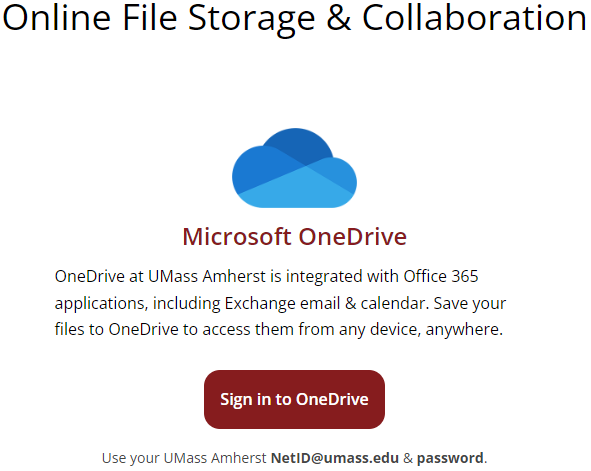 Online File Storage & Collaboration
Microsoft OneDrive
OneDrive at UMass Amherst is integrated with Office 365
applications, including Exchange email & calendar. Save your
files to OneDrive to access them from any device, anywhere.
Sign in to OneDrive
Use your UMass Amherst NetID@umass.edu & password.